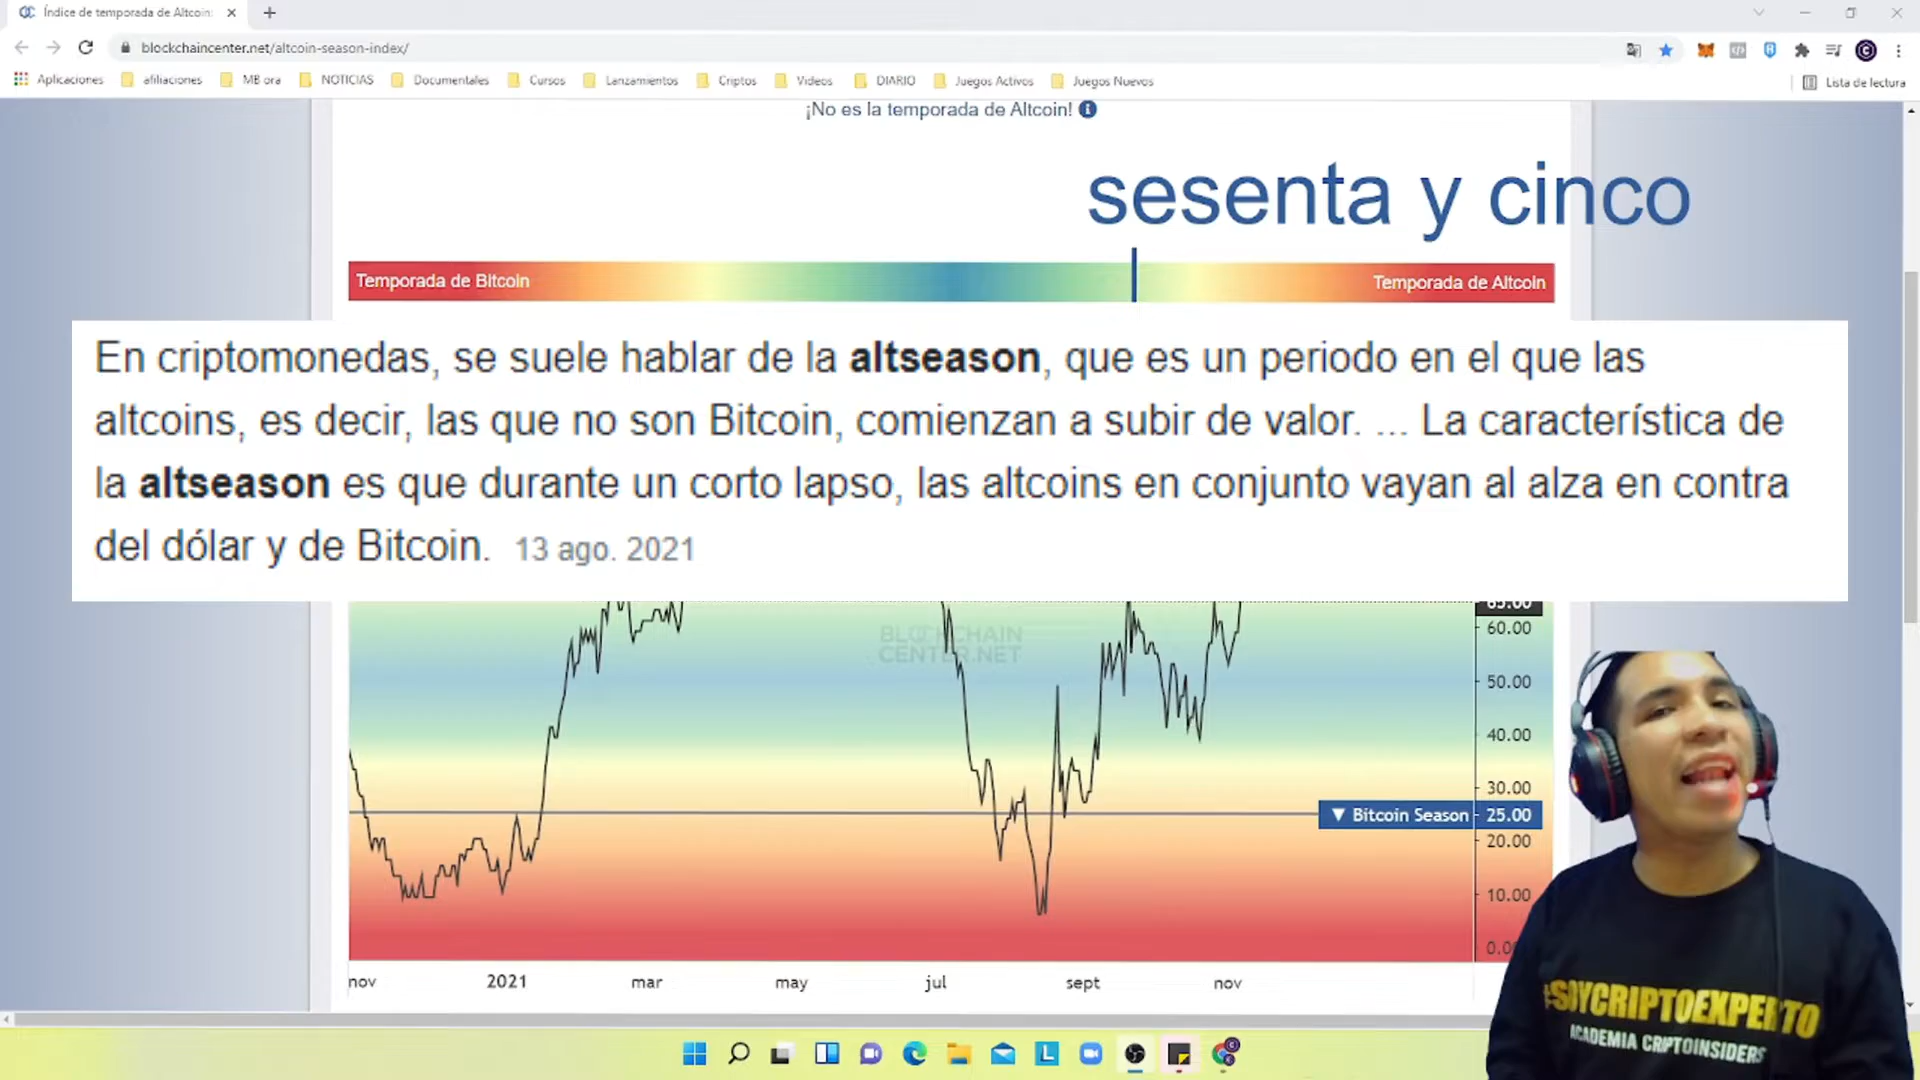 Índice de temporada de Altcoin:
blockchaincenter.net/altcoin-season-index/
Aplicaciones afiliaciones MB ora NOTICIAS Documentales Cursos Lanzamientos Criptos Videos DIARIO Juegos Activos Juegos Nuevos Lista de lectura
¡No es la temporada de Altcoin!
sesenta y cinco
Temporada de Bitcoin Temporada de Altcoin
En criptomonedas, se suele hablar de la altseason, que es un periodo en el que las
altcoins, es decir, las que no son Bitcoin, comienzan a subir de valor. ... La característica de
la altseason es que durante un corto lapso, las altcoins en conjunto vayan al alza en contra
del dólar y de Bitcoin. 13 ago. 2021
65.00
60.00
BLOCKCHAIN
CENTER.NET
50.00
40.00
30.00
▼ Bitcoin Season 25.00
20.00
10.00
nov 2021 mar may jul sept nov
#SOYCRIPTOEXPERTO
ACADEMIA CRIPTOINSIDERS